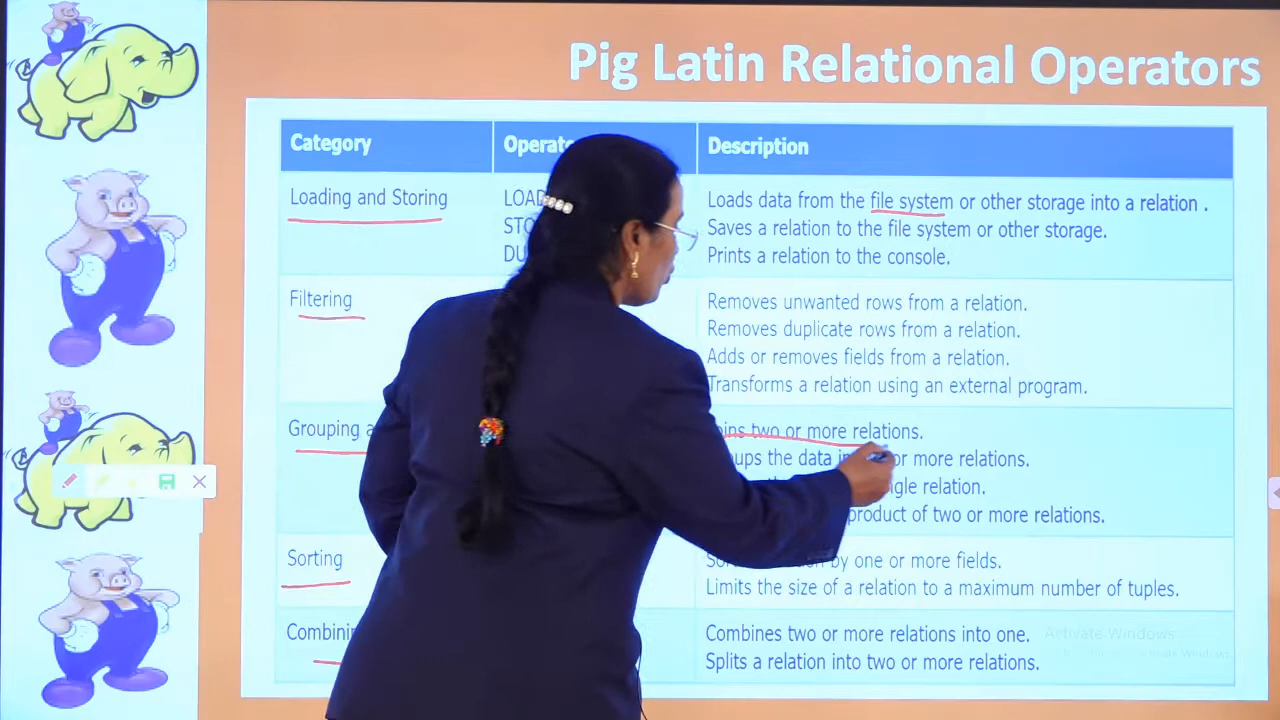 Pig Latin Relational Operators
Category Description
Loading and Storing
Loads data from the file system or other storage into a relation .
Saves a relation to the file system or other storage.
Prints a relation to the console.
Filtering
Removes unwanted rows from a relation.
Removes duplicate rows from a relation.
Adds or removes fields from a relation.
Transforms a relation using an external program.
Grouping
two or more relations.
the data or more relations.
relation.
product of two or more relations.
Sorting
by one or more fields.
Limits the size of a relation to a maximum number of tuples.
Combines two or more relations into one.
Splits a relation into two or more relations.
Activate Windows